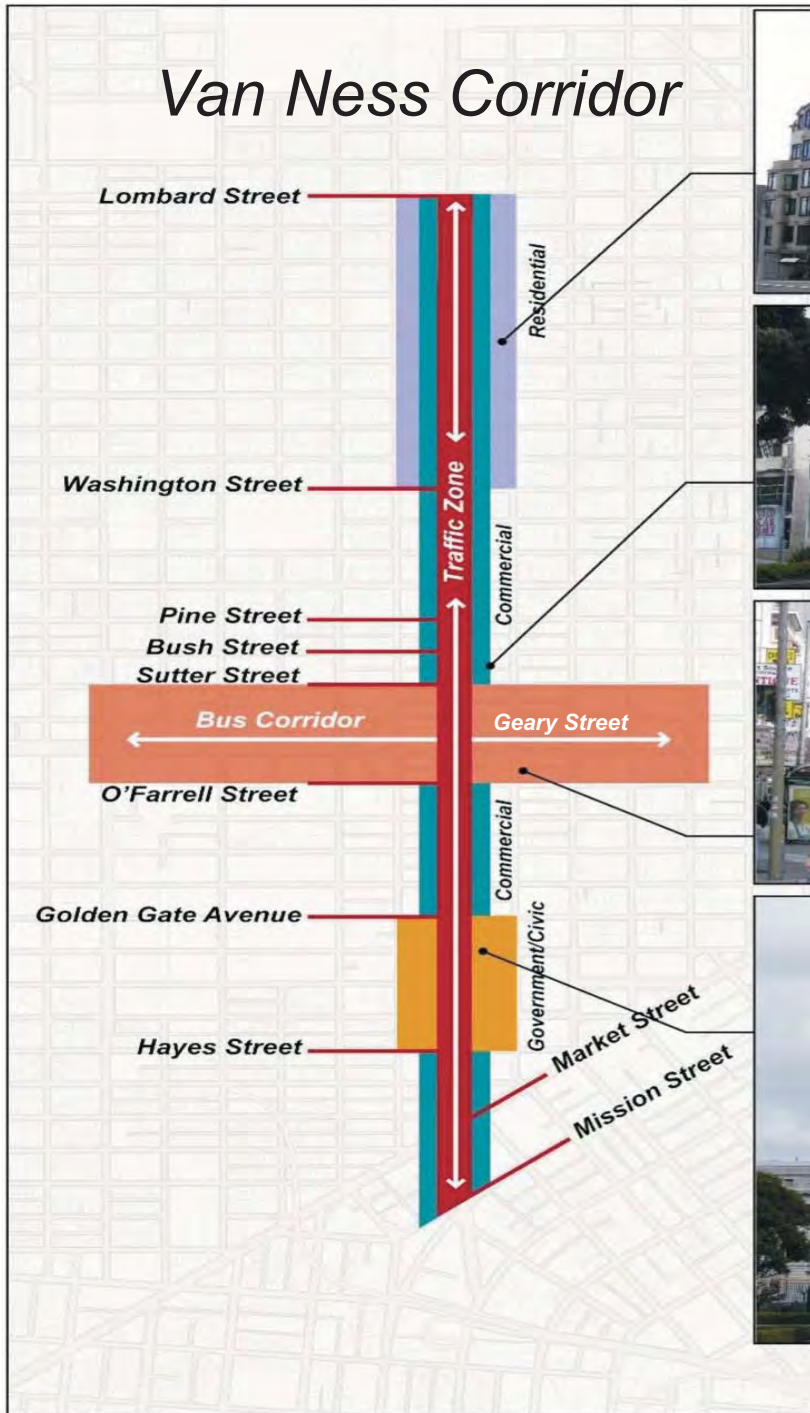 Van Ness Corridor
Lombard Street
Residential
Washington Street
Traffic Zone
Commercial
Pine Street
Bush Street
Sutter Street
Bus Corridor
Geary Street
O'Farrell Street
Commercial
Golden Gate Avenue
Government/Civic
Hayes Street
Market Street
Mission Street